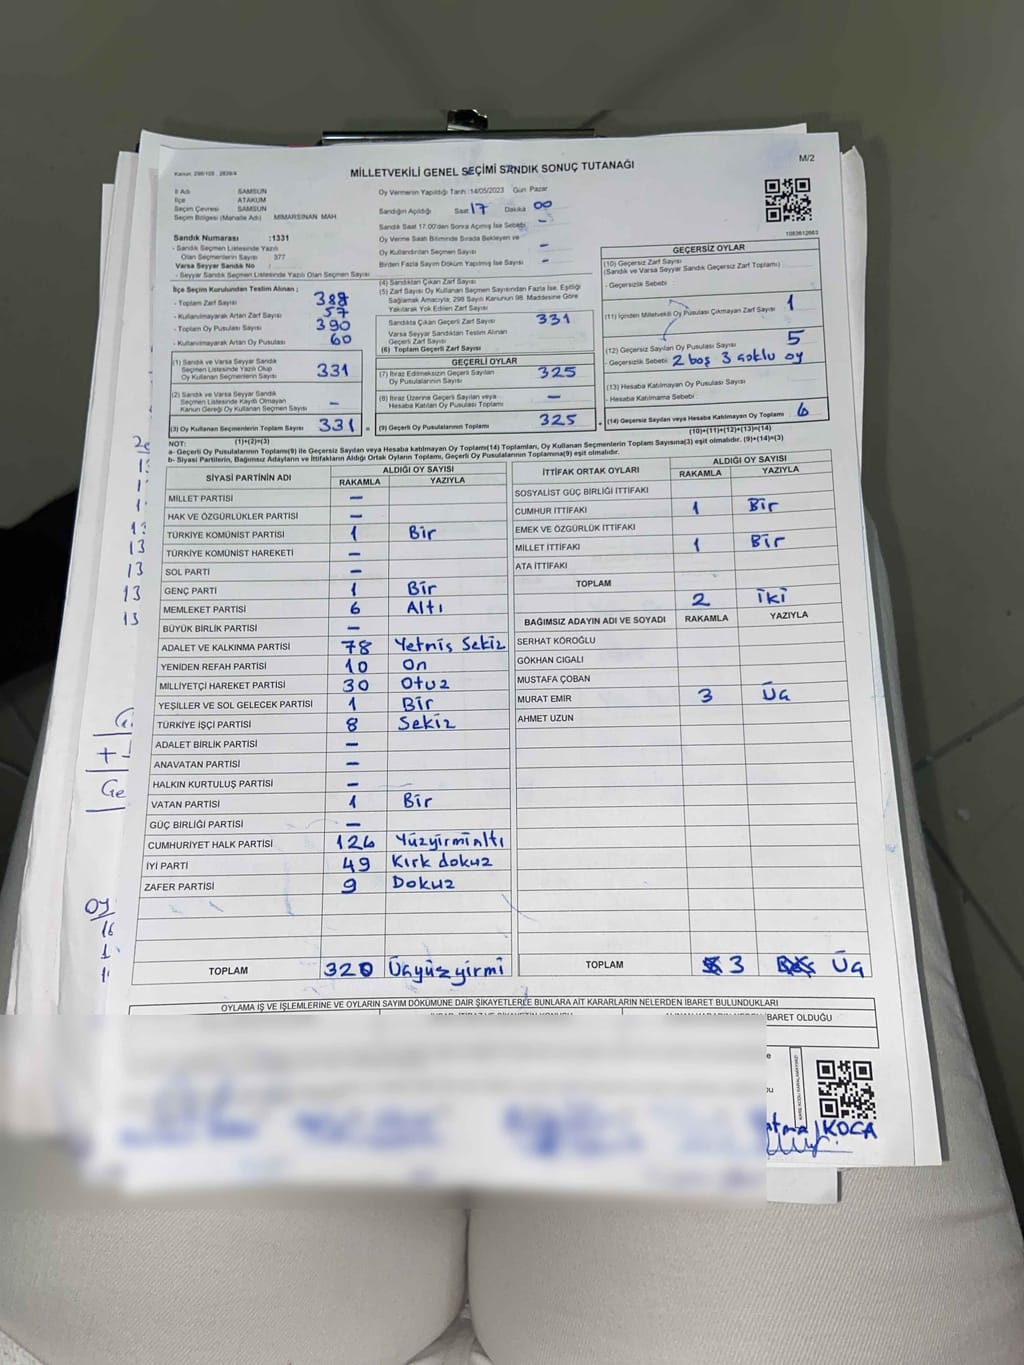 Kanun: 298/105 , 2839/4
MİLLETVEKİLİ GENEL SEÇİMİ SANDIK SONUÇ TUTANAĞI
M/2
İl Adı SAMSUN
İlçe ATAKUM
Seçim Çevresi SAMSUN
Seçim Bölgesi (Mahalle Adı) MIMARSINAN MAH
Sandık Numarası :1331
- Sandık Seçmen Listesinde Yazılı
Olan Seçmenlerin Sayısı 377
Varsa Seyyar Sandık No :
- Seyyar Sandık Seçmen Listesinde Yazılı Olan Seçmen Sayısı
Oy Vermenin Yapıldığı Tarih :14/05/2023 Gün Pazar
Sandığın Açıldığı Saat 17 Dakika 00
Sandık Saat 17.00'den Sonra Açılmış İse Sebebi -
Oy Verme Saati Bitiminde Sırada Bekleyen ve
Oy Kullandırılan Seçmen Sayısı -
Birden Fazla Sayım Döküm Yapılmış İse Sayısı -
1083612663
İlçe Seçim Kurulundan Teslim Alınan ;
- Toplam Zarf Sayısı 388
- Kullanılmayarak Artan Zarf Sayısı 57
- Toplam Oy Pusulası Sayısı 390
- Kullanılmayarak Artan Oy Pusulası 60
(1) Sandık ve Varsa Seyyar Sandık
Seçmen Listesinde Yazılı Olup
Oy Kullanan Seçmenlerin Sayısı 331
(2) Sandık ve Varsa Seyyar Sandık
Seçmen Listesinde Kayıtlı Olmayan
Kanun Gereği Oy Kullanan Seçmen Sayısı -
(3) Oy Kullanan Seçmenlerin Toplam Sayısı 331 =
(1)+(2)=(3)
(4) Sandıktan Çıkan Zarf Sayısı
(5) Zarf Sayısı Oy Kullanan Seçmen Sayısından Fazla İse, Eşitliği
Sağlamak Amacıyla, 298 Sayılı Kanunun 98. Maddesine Göre
Yakılarak Yok Edilen Zarf Sayısı
Sandıkta Çıkan Geçerli Zarf Sayısı 331
Varsa Seyyar Sandıktan Teslim Alınan
Geçerli Zarf Sayısı
(6) Toplam Geçerli Zarf Sayısı
GEÇERLİ OYLAR
(7) İtiraz Edilmeksizin Geçerli Sayılan
Oy Pusulalarının Sayısı 325
(8) İtiraz Üzerine Geçerli Sayılan veya
Hesaba Katılan Oy Pusulası Toplamı -
(9) Geçerli Oy Pusulalarının Toplamı 325 +
GEÇERSİZ OYLAR
(10) Geçersiz Zarf Sayısı
(Sandık ve Varsa Seyyar Sandık Geçersiz Zarf Toplamı)
- Geçersizlik Sebebi
(11) İçinden Milletvekili Oy Pusulası Çıkmayan Zarf Sayısı 1
(12) Geçersiz Sayılan Oy Pusulası Sayısı 5
- Geçersizlik Sebebi 2 boş 3 çoklu oy
(13) Hesaba Katılmayan Oy Pusulası Sayısı
- Hesaba Katılmama Sebebi
(14) Geçersiz Sayılan veya Hesaba Katılmayan Oy Toplamı 6
(10)+(11)+(12)+(13)=(14)
NOT:
a- Geçerli Oy Pusulalarının Toplamı(9) ile Geçersiz Sayılan veya Hesaba katılmayan Oy Toplamı(14) Toplamları, Oy Kullanan Seçmenlerin Toplam Sayısına(3) eşit olmalıdır. (9)+(14)=(3)
b- Siyasi Partilerin, Bağımsız Adayların ve İttifakların Aldığı Ortak Oyların Toplamı, Geçerli Oy Pusulalarının Toplamına(9) eşit olmalıdır.
SİYASİ PARTİNİN ADI ALDIĞI OY SAYISI
RAKAMLA YAZIYLA
MİLLET PARTİSİ -
HAK VE ÖZGÜRLÜKLER PARTİSİ -
TÜRKİYE KOMÜNİST PARTİSİ 1 Bir
TÜRKİYE KOMÜNİST HAREKETİ -
SOL PARTİ -
GENÇ PARTİ 1 Bir
MEMLEKET PARTİSİ 6 Altı
BÜYÜK BİRLİK PARTİSİ -
ADALET VE KALKINMA PARTİSİ 78 Yetmiş Sekiz
YENİDEN REFAH PARTİSİ 10 On
MİLLİYETÇİ HAREKET PARTİSİ 30 Otuz
YEŞİLLER VE SOL GELECEK PARTİSİ 1 Bir
TÜRKİYE İŞÇİ PARTİSİ 8 Sekiz
ADALET BİRLİK PARTİSİ -
ANAVATAN PARTİSİ -
HALKIN KURTULUŞ PARTİSİ -
VATAN PARTİSİ 1 Bir
GÜÇ BİRLİĞİ PARTİSİ -
CUMHURİYET HALK PARTİSİ 126 Yüzyirmialtı
İYİ PARTİ 49 Kırk dokuz
ZAFER PARTİSİ 9 Dokuz
TOPLAM 320 Üçyüzyirmi
İTTİFAK ORTAK OYLARI ALDIĞI OY SAYISI
RAKAMLA YAZIYLA
SOSYALİST GÜÇ BİRLİĞİ İTTİFAKI
CUMHUR İTTİFAKI 1 Bir
EMEK VE ÖZGÜRLÜK İTTİFAKI
MİLLET İTTİFAKI 1 Bir
ATA İTTİFAKI
TOPLAM 2 İki
BAĞIMSIZ ADAYIN ADI VE SOYADI RAKAMLA YAZIYLA
SERHAT KÖROĞLU
GÖKHAN CIGALI
MUSTAFA ÇOBAN
MURAT EMİR 3 Üç
AHMET UZUN
TOPLAM 3 Üç
OYLAMA İŞ VE İŞLEMLERİNE VE OYLARIN SAYIM DÖKÜMÜNE DAİR ŞİKAYETLERLE BUNLARA AİT KARARLARIN NELERDEN İBARET BULUNDUKLARI
İBARET OLDUĞU
KOCA
13
13
13
13
13
Ge
OY
16